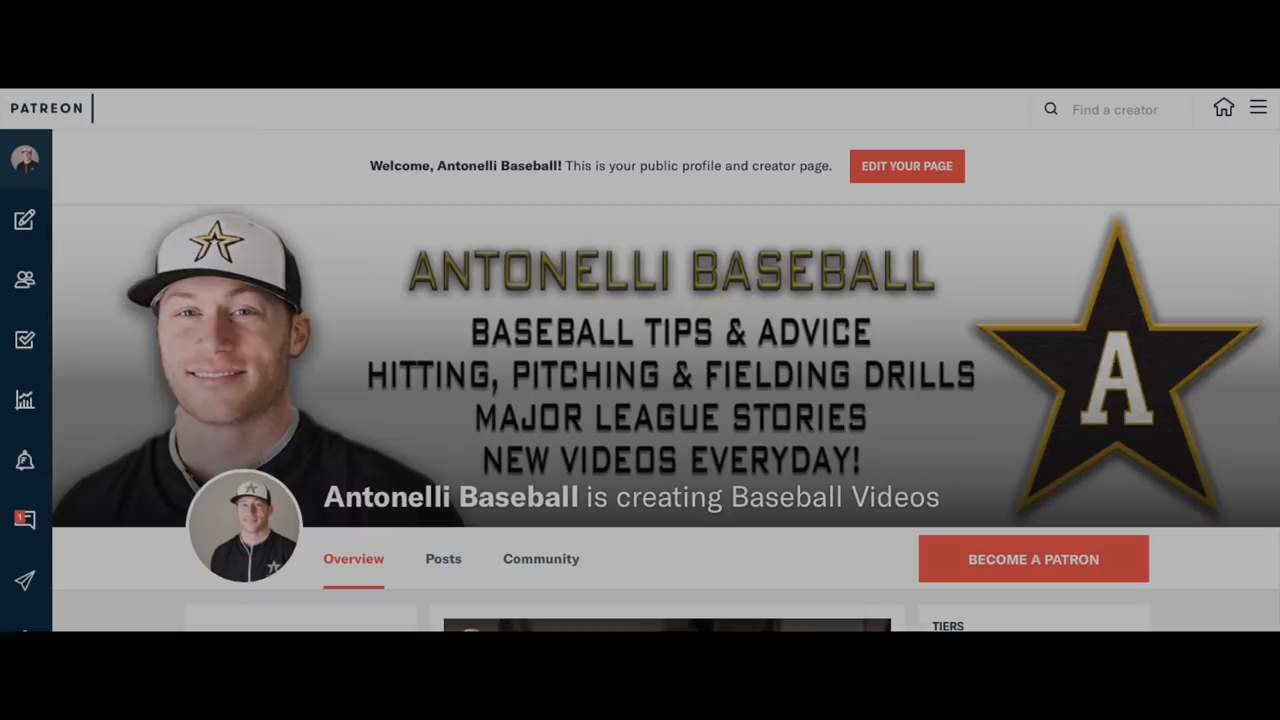 PATREON
Find a creator
Welcome, Antonelli Baseball! This is your public profile and creator page.
EDIT YOUR PAGE
ANTONELLI BASEBALL
BASEBALL TIPS & ADVICE
HITTING, PITCHING & FIELDING DRILLS
MAJOR LEAGUE STORIES
NEW VIDEOS EVERYDAY!
A
Antonelli Baseball is creating Baseball Videos
1
Overview
Posts
Community
BECOME A PATRON
TIERS